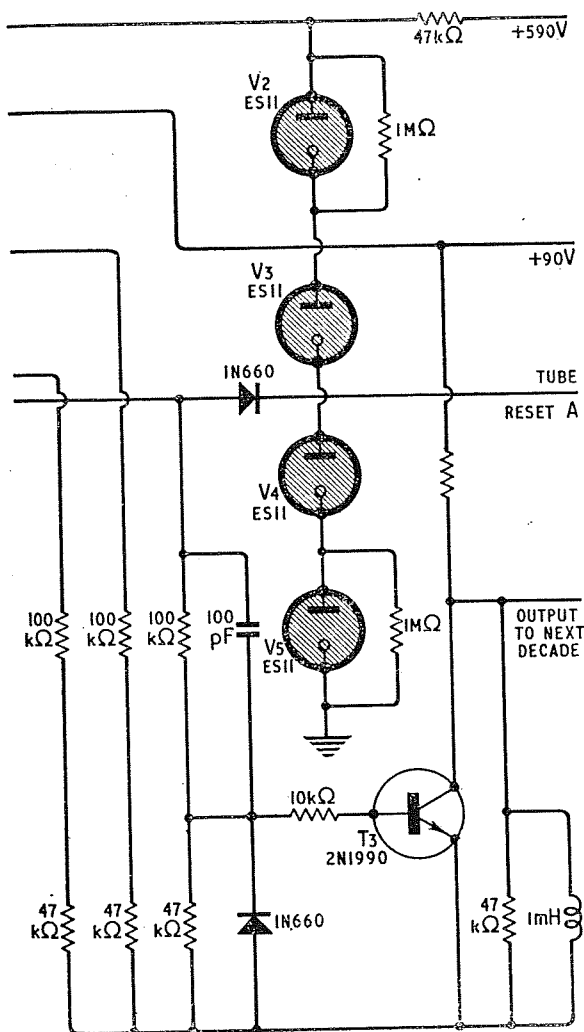 47kΩ
+590V
V2
ES11
1MΩ
+90V
V3
ES11
1N660
TUBE
RESET A
V4
ES11
100
kΩ
100
kΩ
100
kΩ
100
pF
V5
ES11
1MΩ
OUTPUT
TO NEXT
DECADE
10kΩ
T3
2N1990
47
kΩ
47
kΩ
47
kΩ
1N660
47
kΩ
1mH